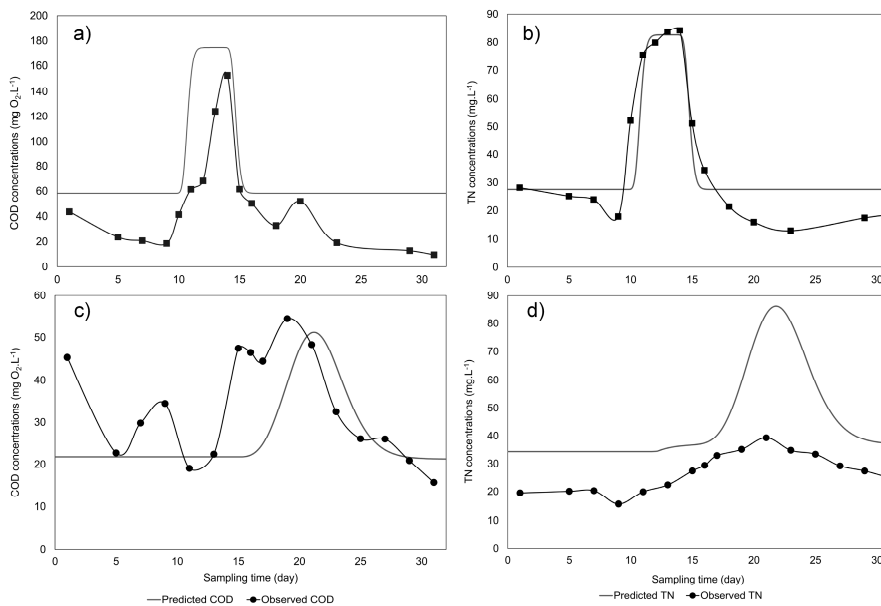 a)
COD concentrations (mg O₂.L⁻¹)
200
180
160
140
120
100
80
60
40
20
0
0 5 10 15 20 25 30
b)
TN concentrations (mg.L⁻¹)
90
80
70
60
50
40
30
20
10
0
0 5 10 15 20 25 30
c)
COD concentrations (mg O₂.L⁻¹)
60
50
40
30
20
10
0
0 5 10 15 20 25 30
Sampling time (day)
Predicted COD Observed COD
d)
TN concentrations (mg.L⁻¹)
90
80
70
60
50
40
30
20
10
0
0 5 10 15 20 25 30
Sampling time (day)
Predicted TN Observed TN